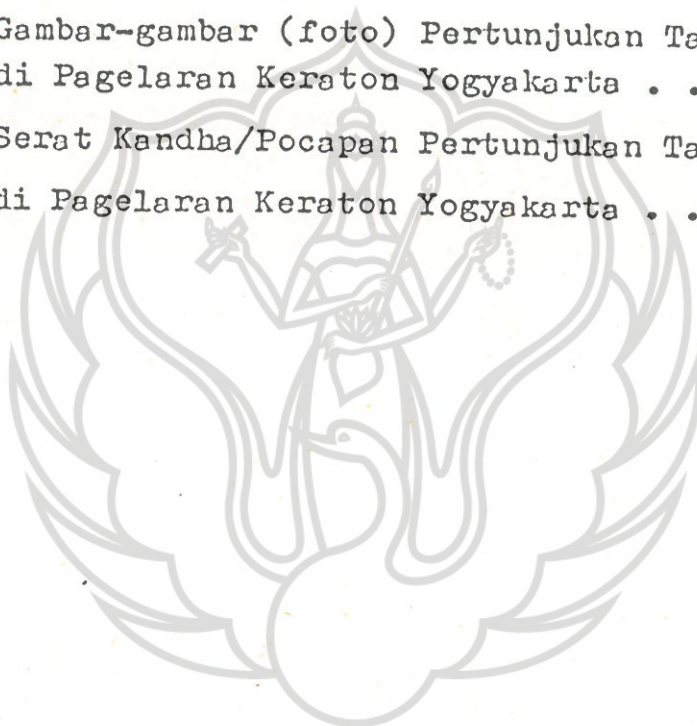 Gambar-gambar (foto) Pertunjukan Ta
di Pagelaran Keraton Yogyakarta . .
Serat Kandha/Pocapan Pertunjukan Ta
di Pagelaran Keraton Yogyakarta . .